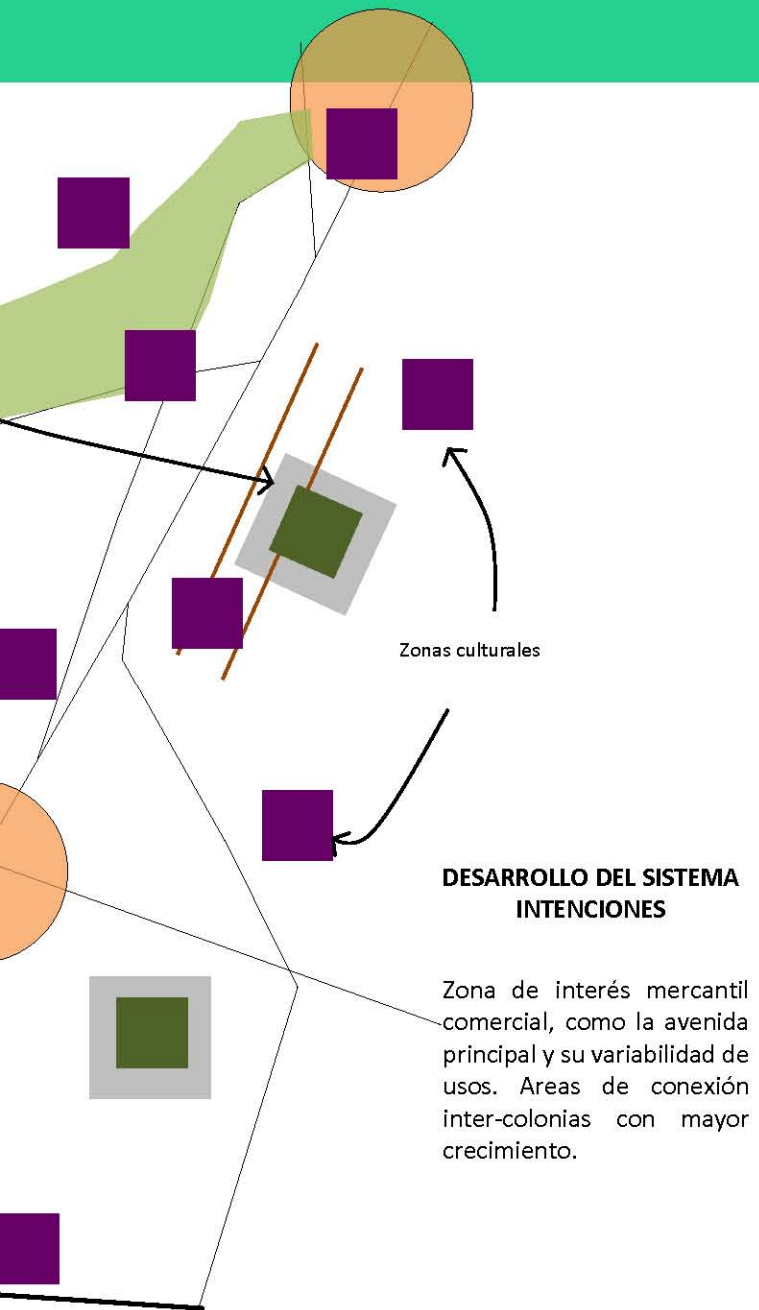 Zonas culturales
DESARROLLO DEL SISTEMA
INTENCIONES
Zona de interés mercantil
comercial, como la avenida
principal y su variabilidad de
usos. Areas de conexión
inter-colonias con mayor
crecimiento.